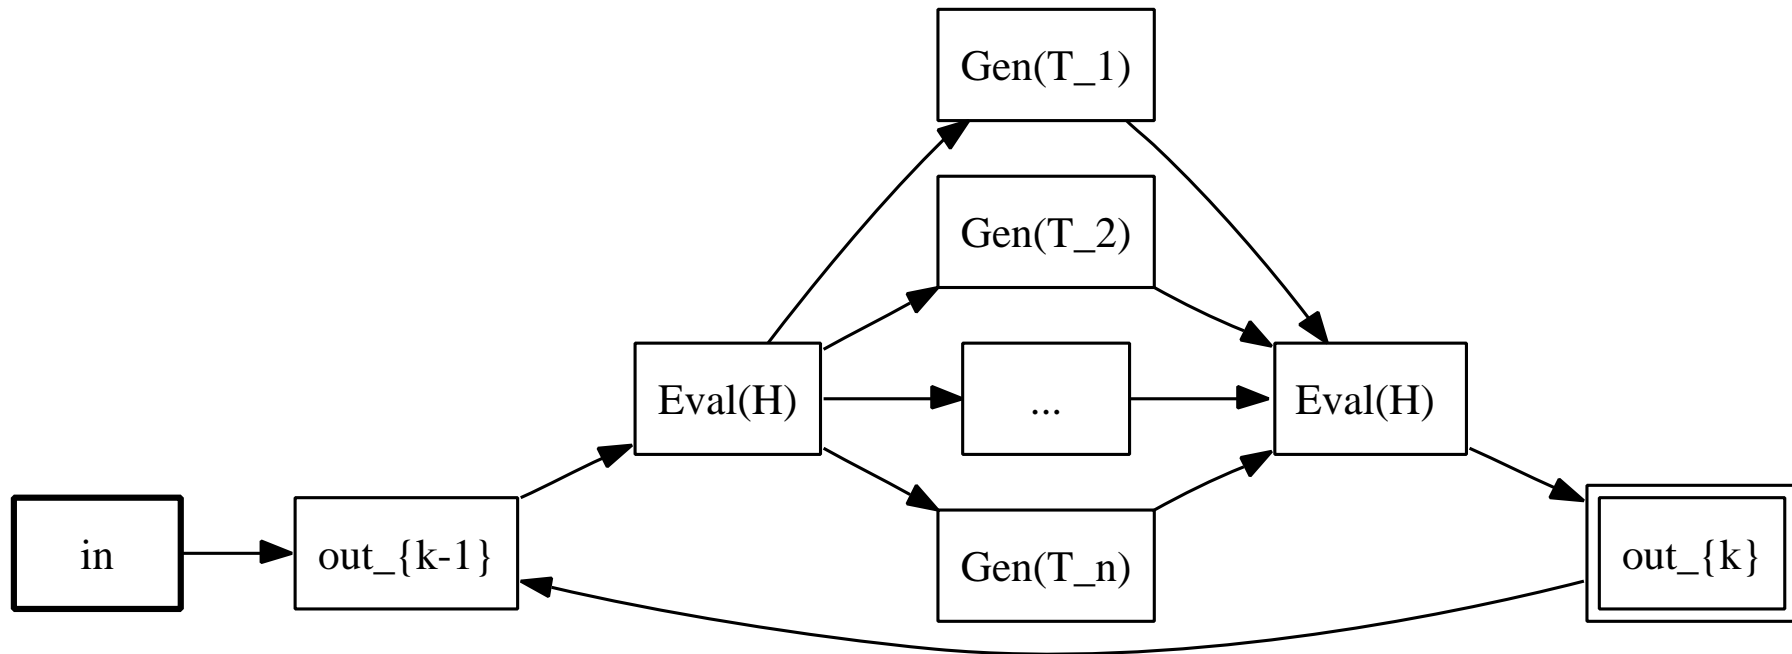 Gen(T_1)
Gen(T_2)
Eval(H)
...
Eval(H)
in
out_{k-1}
Gen(T_n)
out_{k}